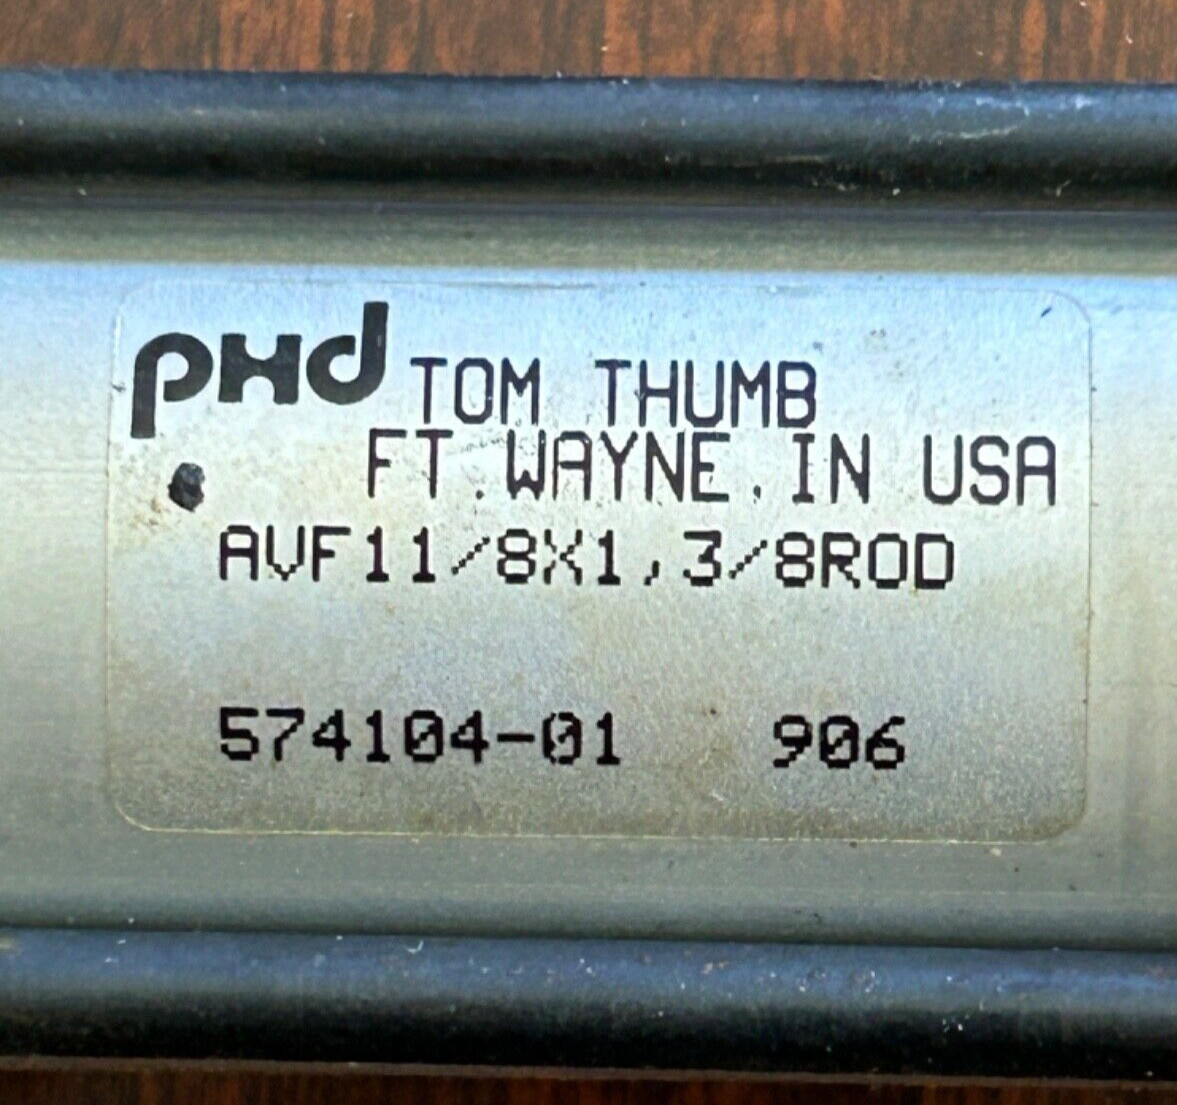 PHd TOM THUMB
FT.WAYNE.IN USA
AVF11/8X1,3/8ROD
574104-01 906